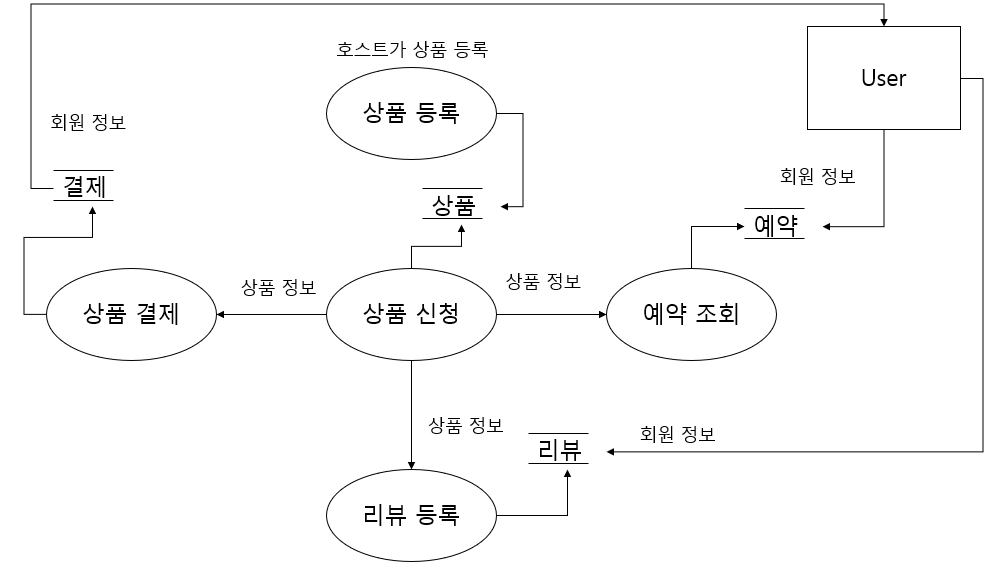 호스트가 상품 등록
User
상품 등록
회원 정보
결제
회원 정보
상품
예약
상품 정보
상품 정보
상품 결제
상품 신청
예약 조회
상품 정보
회원 정보
리뷰
리뷰 등록